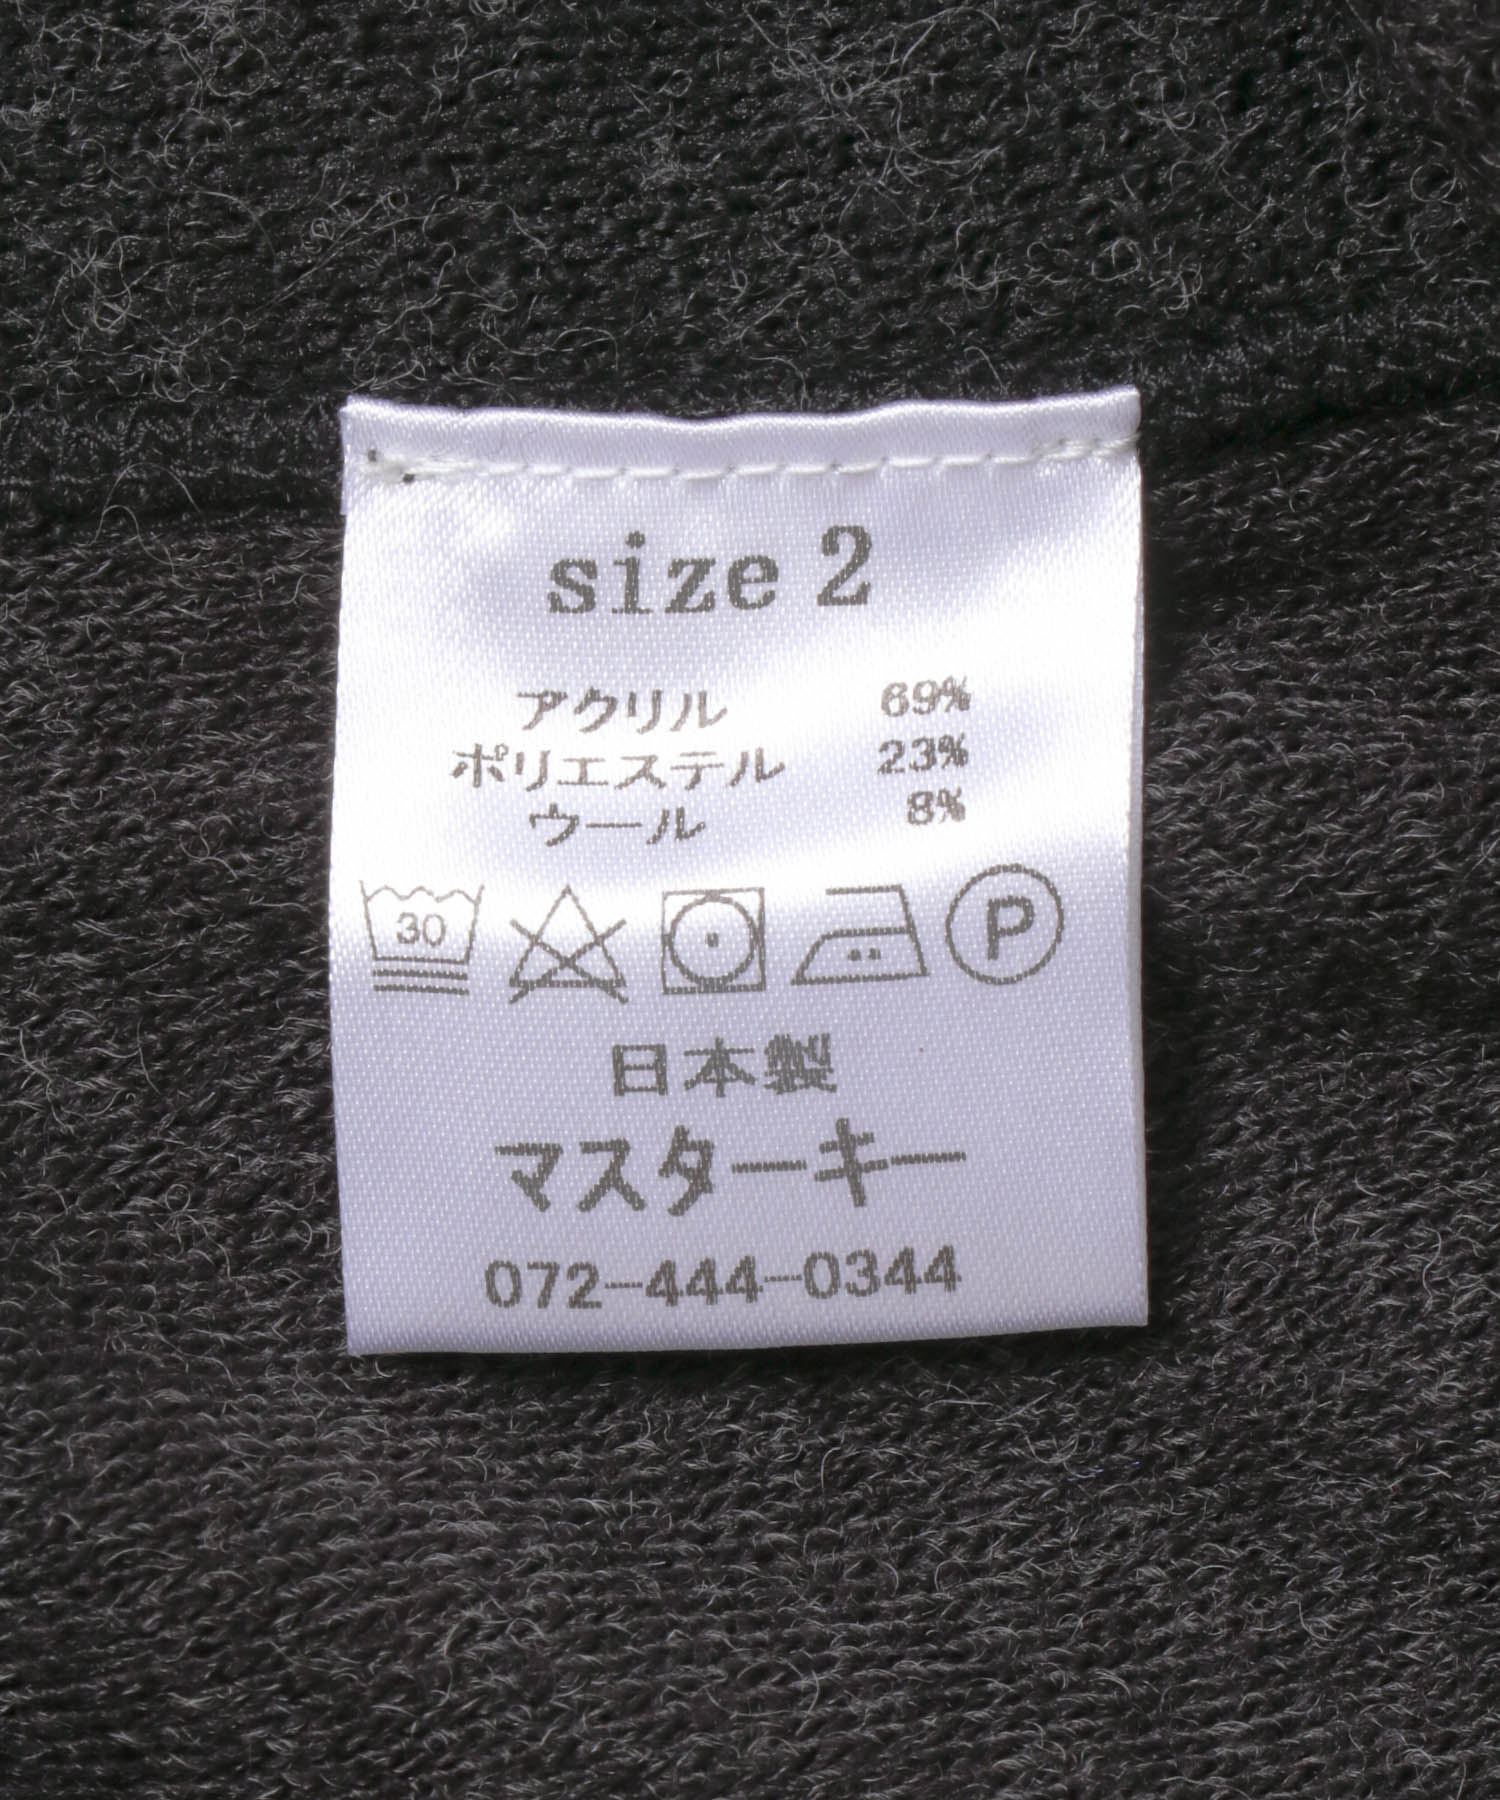 size 2
アクリル 69%
ポリエステル 23%
ウール 8%
30 P
日本製
マスターキー
072-444-0344